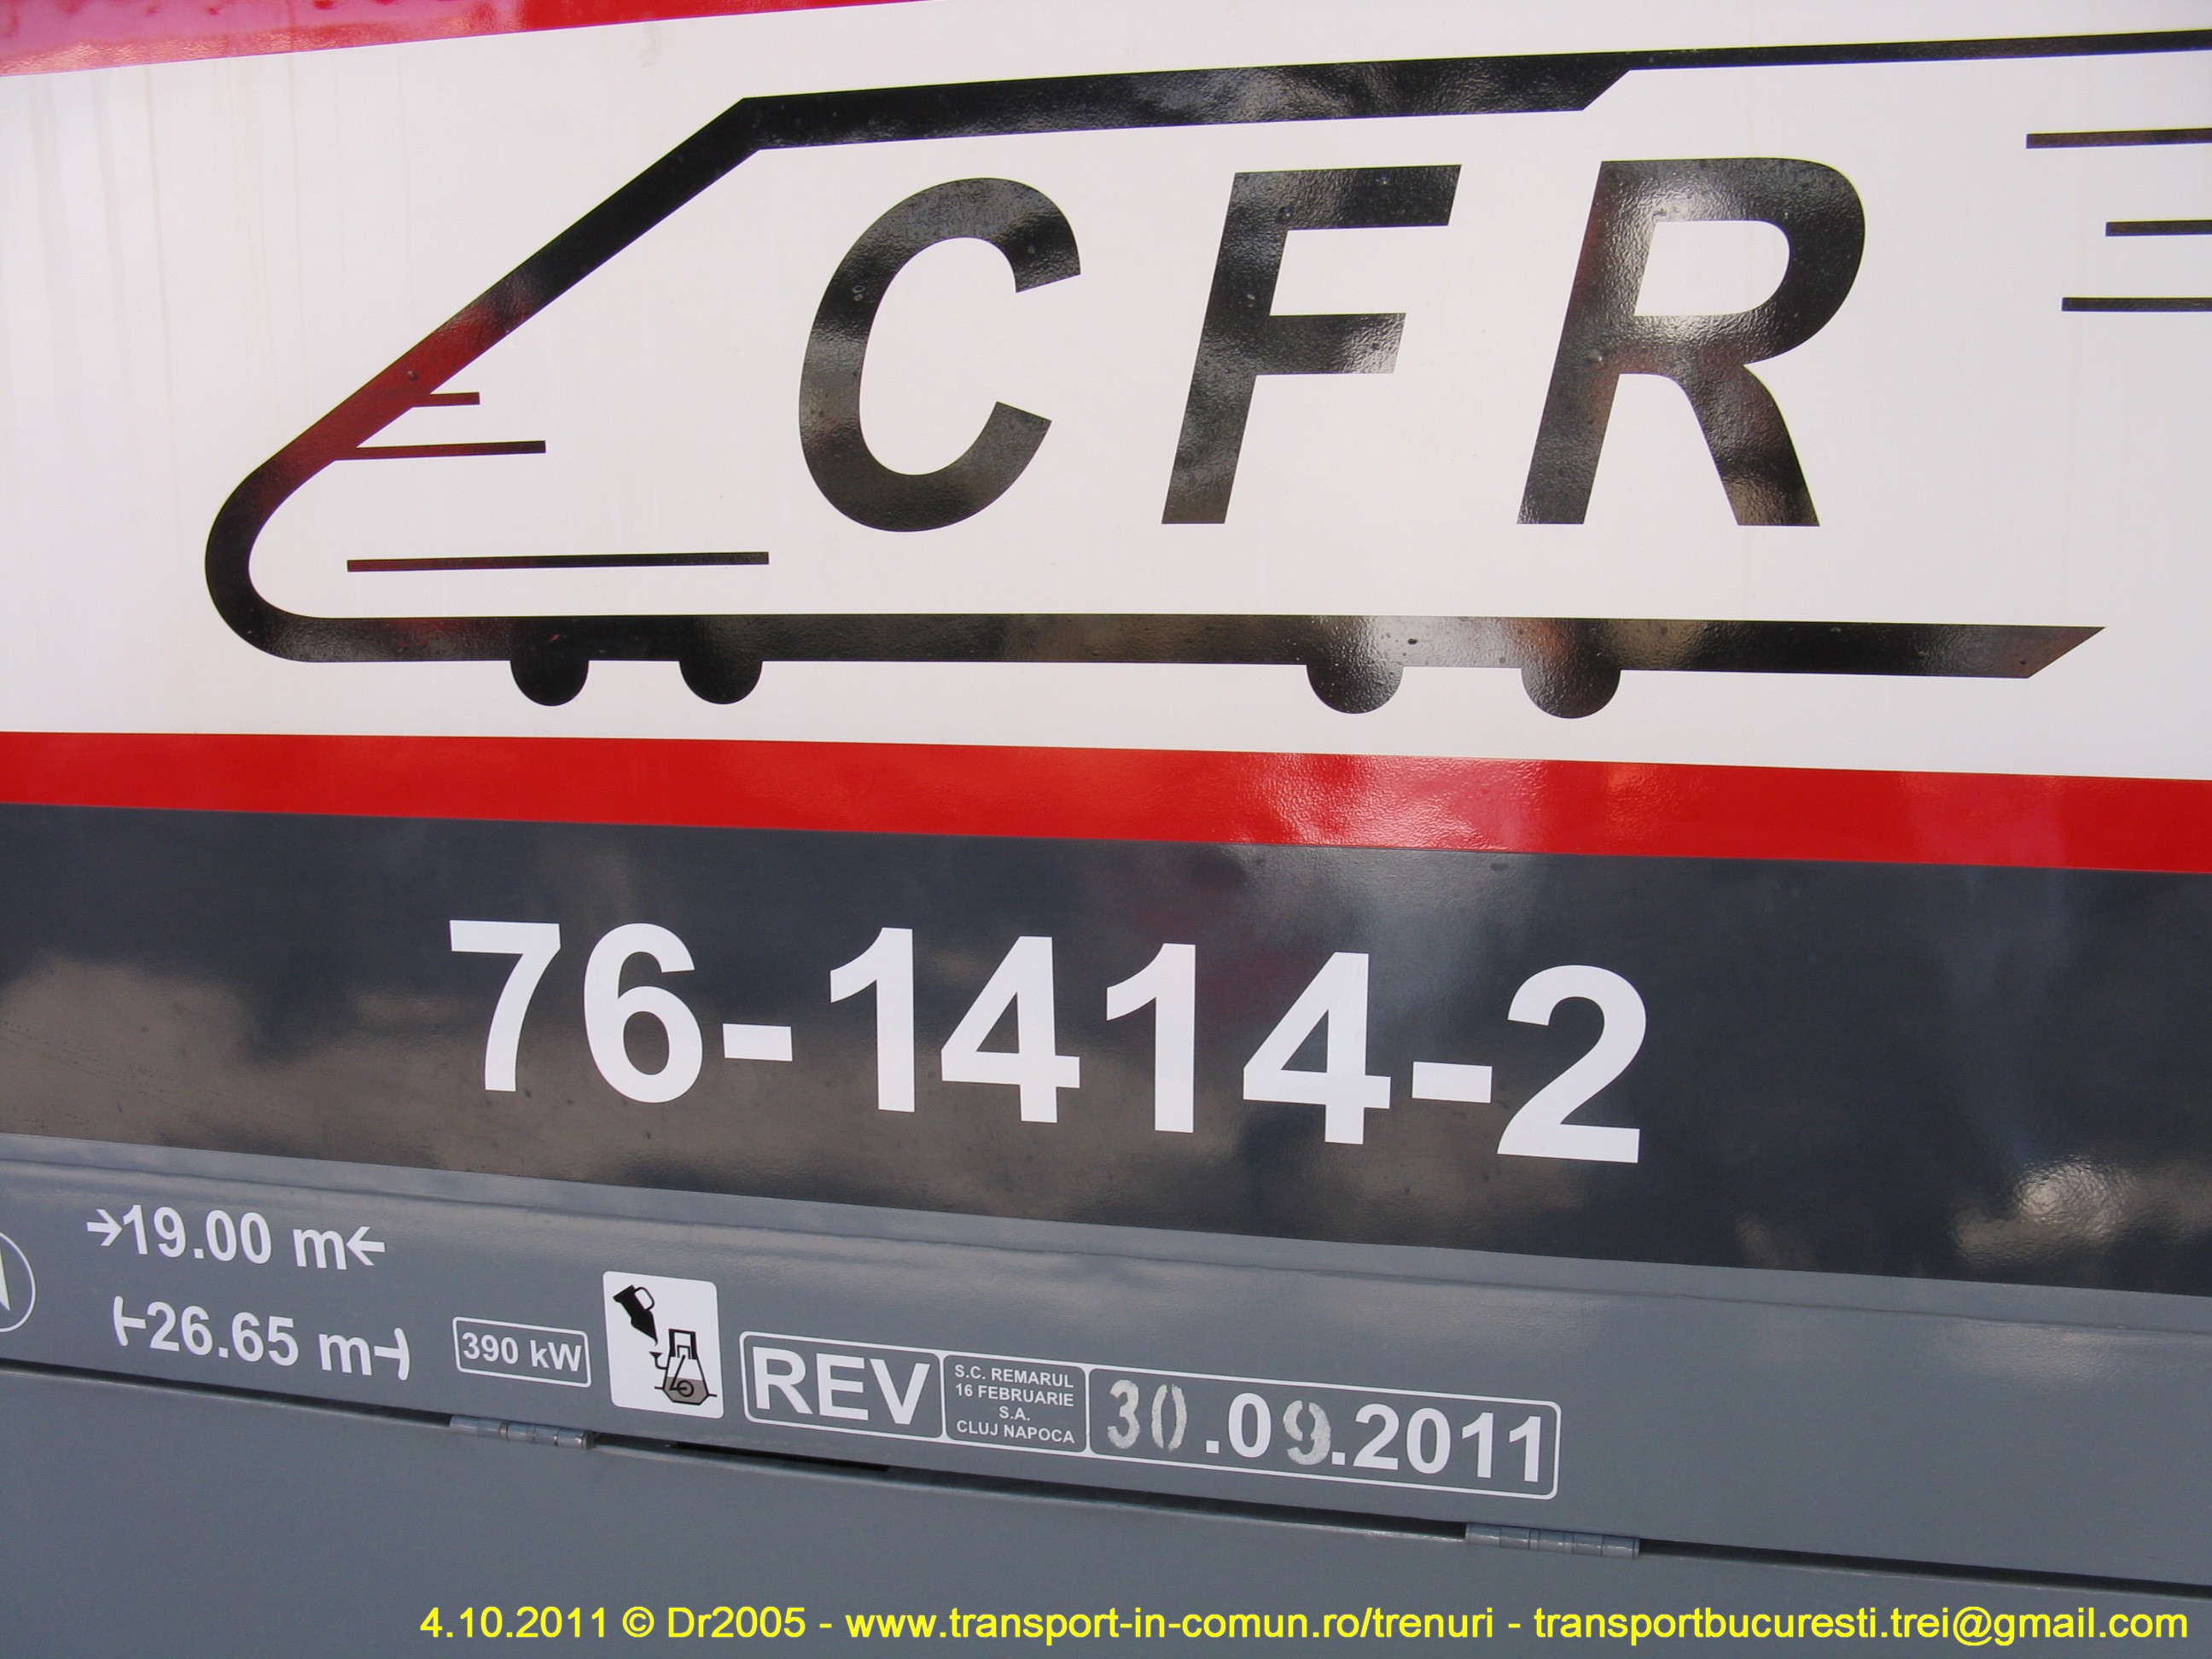 CFR
76-1414-2
→19.00 m←
26.65 m
390 kW
REV
S.C. REMARUL
16 FEBRUARIE
S.A.
CLUJ NAPOCA
30.09.2011
4.10.2011 © Dr2005 - www.transport-in-comun.ro/trenuri - transportbucuresti.trei@gmail.com